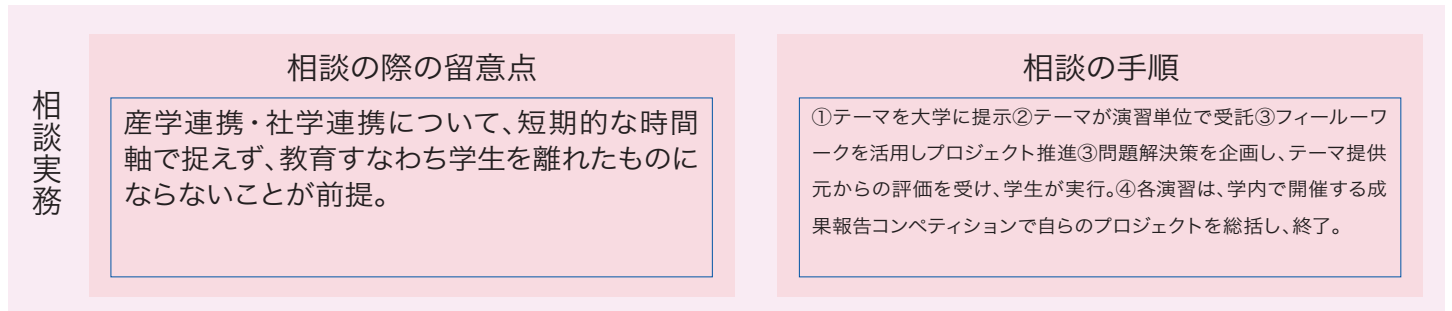 相談実務
相談の際の留意点
産学連携・社学連携について、短期的な時間
軸で捉えず、教育すなわち学生を離れたものに
ならないことが前提。
相談の手順
①テーマを大学に提示②テーマが演習単位で受託③フィールーワ
ークを活用しプロジェクト推進③問題解決策を企画し、テーマ提供
元からの評価を受け、学生が実行。④各演習は、学内で開催する成
果報告コンペティションで自らのプロジェクトを総括し、終了。